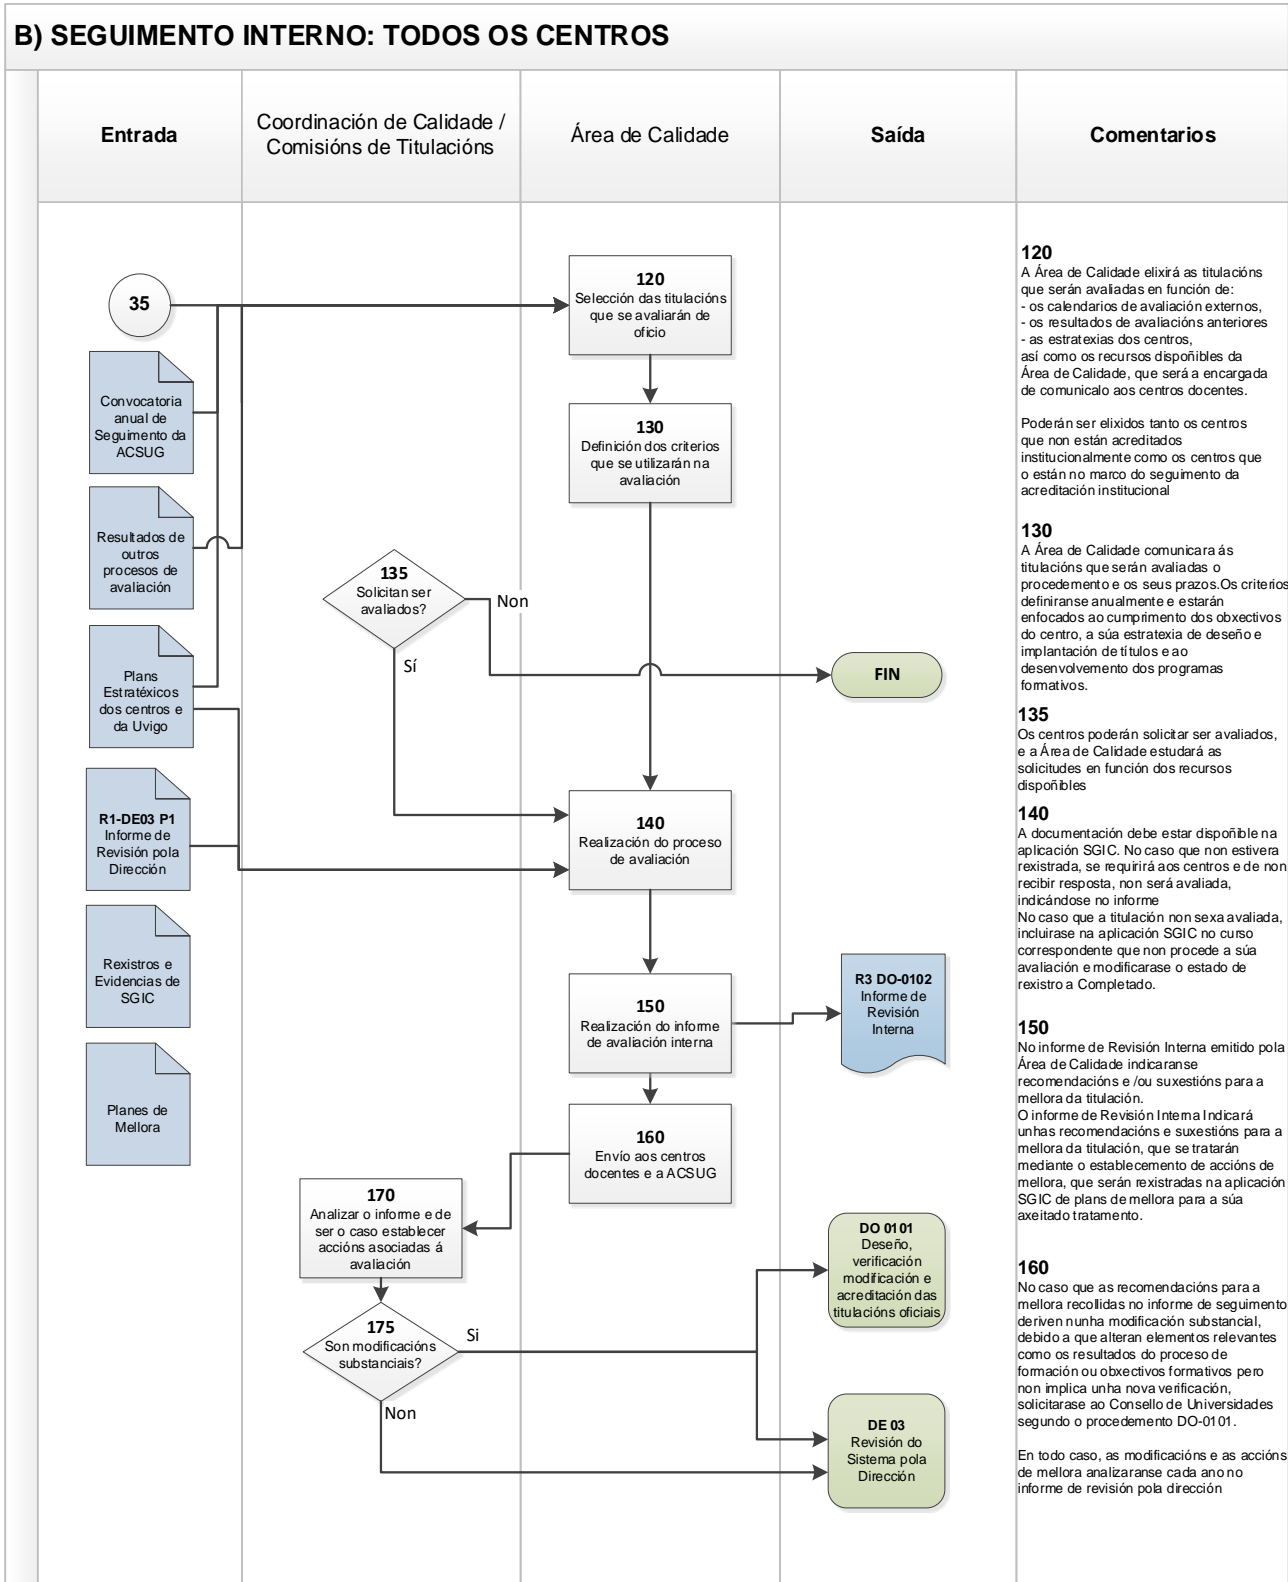 B) SEGUIMENTO INTERNO: TODOS OS CENTROS
Entrada
Coordinación de Calidade /
Comisións de Titulacións
Área de Calidade
Saída
Comentarios
35
Convocatoria
anual de
Seguimento da
ACSUG
Resultados de
outros
procesos de
avaliación
Plans
Estratéxicos
dos centros e
da Uvigo
R1-DE03 P1
Informe de
Revisión pola
Dirección
Rexistros e
Evidencias de
SGIC
Planes de
Mellora
135
Solicitan ser
avaliados?
Non
Sí
170
Analizar o informe e de
ser o caso establecer
accións asociadas á
avaliación
175
Son modificacións
substanciais?
Si
Non
120
Selección das titulacións
que se avaliarán de
oficio
130
Definición dos criterios
que se utilizarán na
avaliación
140
Realización do proceso
de avaliación
150
Realización do informe
de avaliación interna
160
Envío aos centros
docentes e a ACSUG
FIN
R3 DO-0102
Informe de
Revisión
Interna
DO 0101
Deseño,
verificación
modificación e
acreditación das
titulacións oficiais
DE 03
Revisión do
Sistema pola
Dirección
120
A Área de Calidade elixirá as titulacións
que serán avaliadas en función de:
- os calendarios de avaliación externos,
- os resultados de avaliacións anteriores
- as estratexias dos centros,
así como os recursos dispoñibles da
Área de Calidade, que será a encargada
de comunicalo aos centros docentes.
Poderán ser elixidos tanto os centros
que non están acreditados
institucionalmente como os centros que
o están no marco do seguimento da
acreditación institucional
130
A Área de Calidade comunicara ás
titulacións que serán avaliadas o
procedemento e os seus prazos.Os criterios
definiranse anualmente e estarán
enfocados ao cumprimento dos obxectivos
do centro, a súa estratexia de deseño e
implantación de títulos e ao
desenvolvemento dos programas
formativos.
135
Os centros poderán solicitar ser avaliados,
e a Área de Calidade estudará as
solicitudes en función dos recursos
dispoñibles
140
A documentación debe estar dispoñible na
aplicación SGIC. No caso que non estivera
rexistrada, se requirirá aos centros e de non
recibir resposta, non será avaliada,
indicándose no informe
No caso que a titulación non sexa avaliada,
incluirase na aplicación SGIC no curso
correspondente que non procede a súa
avaliación e modificarase o estado de
rexistro a Completado.
150
No informe de Revisión Interna emitido pola
Área de Calidade indicaranse
recomendacións e /ou suxestións para a
mellora da titulación.
O informe de Revisión Interna Indicará
unhas recomendacións e suxestións para a
mellora da titulación, que se tratarán
mediante o establecemento de accións de
mellora, que serán rexistradas na aplicación
SGIC de plans de mellora para a súa
axeitado tratamento.
160
No caso que as recomendacións para a
mellora recollidas no informe de seguimento
deriven nunha modificación substancial,
debido a que alteran elementos relevantes
como os resultados do proceso de
formación ou obxectivos formativos pero
non implica unha nova verificación,
solicitarase ao Consello de Universidades
segundo o procedemento DO-0101.
En todo caso, as modificacións e as accións
de mellora analizaranse cada ano no
informe de revisión pola dirección